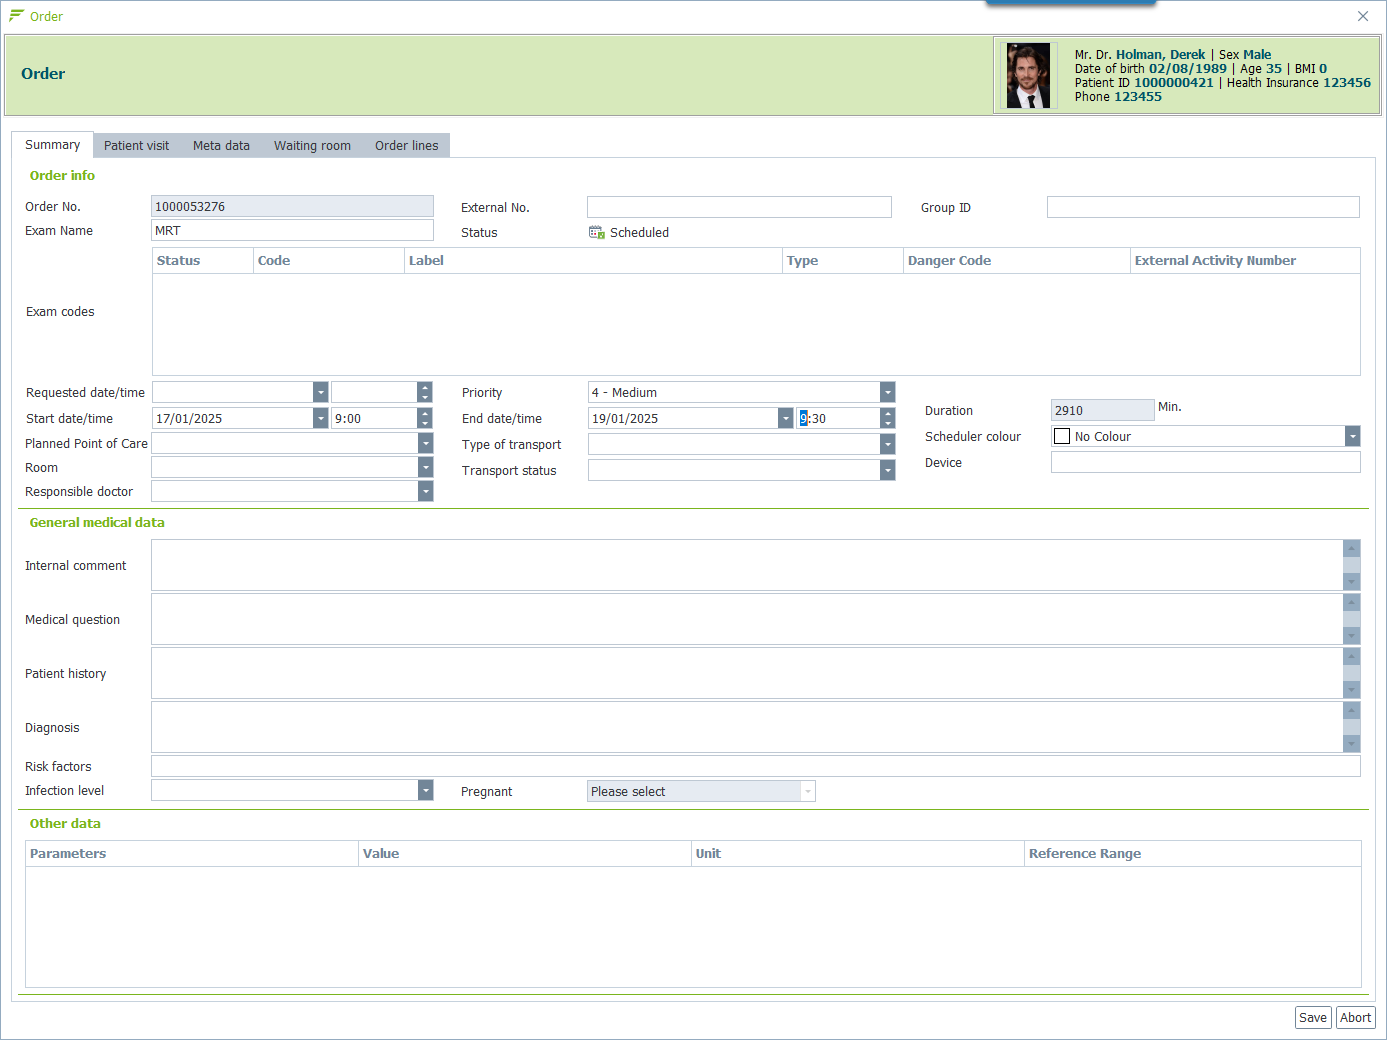 Order
Order
Mr. Dr. Holman, Derek | Sex Male
Date of birth 02/08/1989 | Age 35 | BMI 0
Patient ID 1000000421 | Health Insurance 123456
Phone 123455
Summary Patient visit Meta data Waiting room Order lines
Order info
Order No. 1000053276 External No. Group ID
Exam Name MRT Status Scheduled
Status Code Label Type Danger Code External Activity Number
Exam codes
Requested date/time Priority 4 - Medium
Start date/time 17/01/2025 9:00 End date/time 19/01/2025 9:30 Duration 2910 Min.
Planned Point of Care Type of transport Scheduler colour No Colour
Room Transport status Device
Responsible doctor
General medical data
Internal comment
Medical question
Patient history
Diagnosis
Risk factors
Infection level Pregnant Please select
Other data
Parameters Value Unit Reference Range
Save Abort